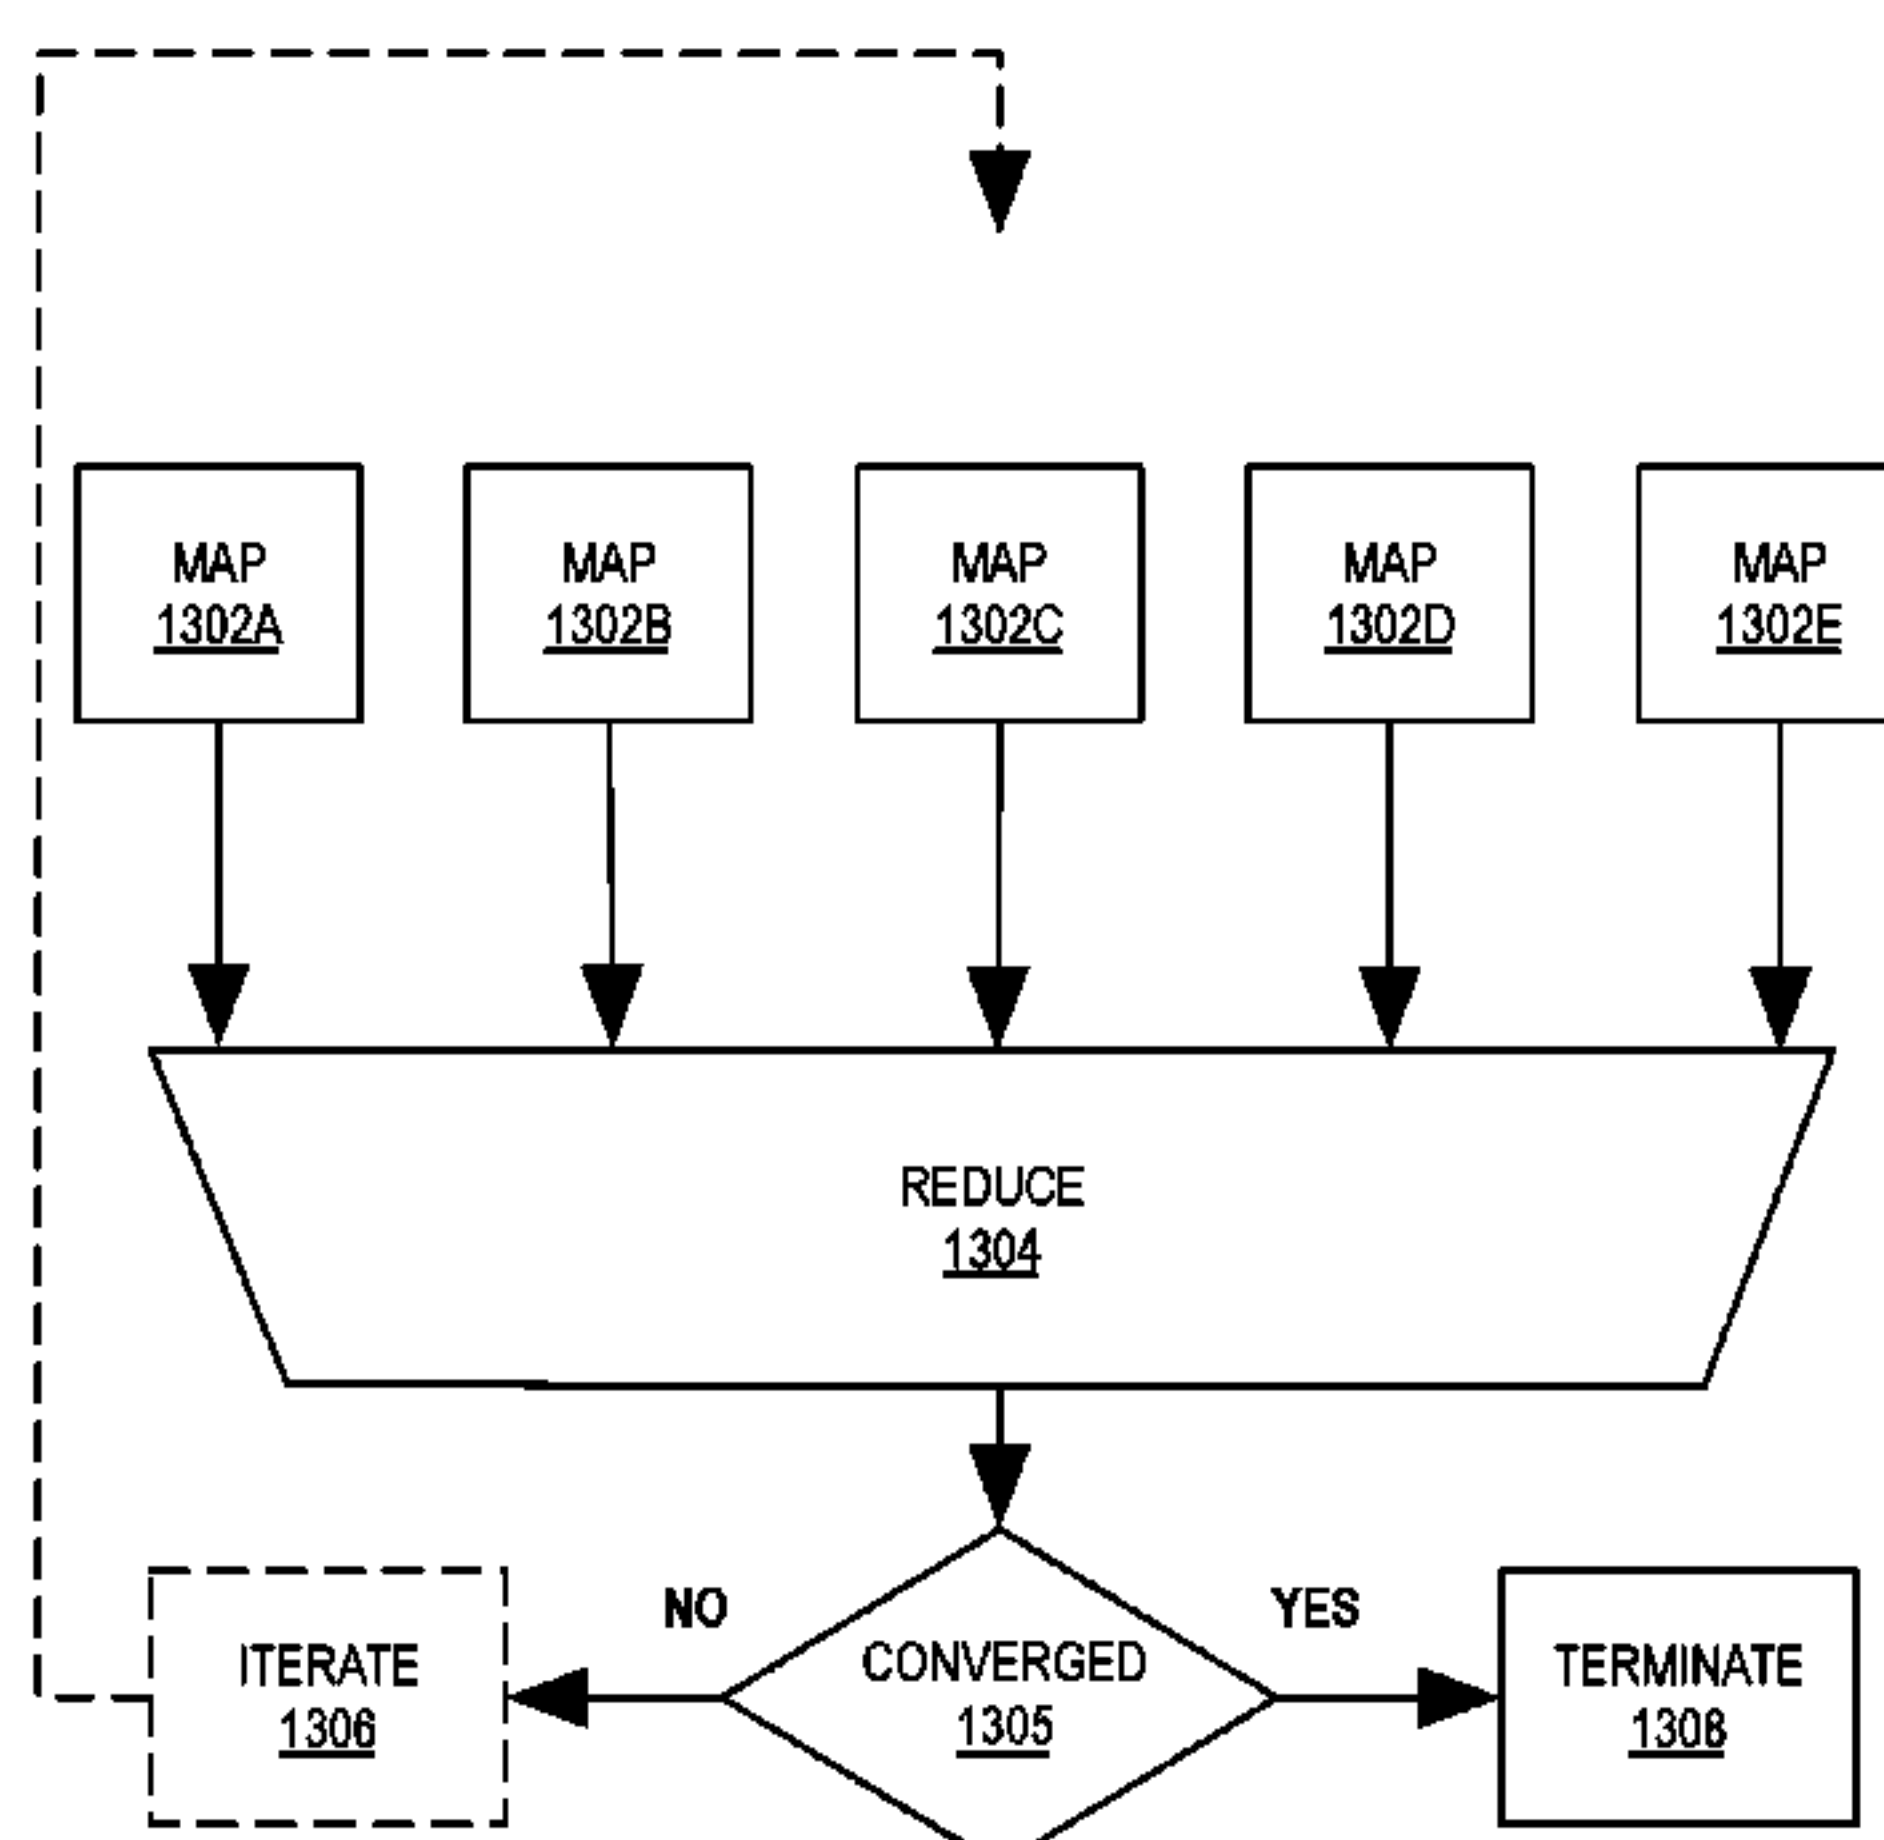 MAP
1302A
MAP
1302B
MAP
1302C
MAP
1302D
MAP
1302E
REDUCE
1304
NO
YES
ITERATE
1306
CONVERGED
1305
TERMINATE
1308